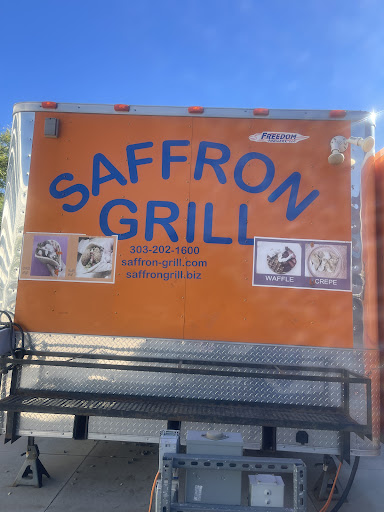 FREEDOM
SAFFRON
GRILL
303-202-1600
saffron-grill.com
saffrongrill.biz
WAFFLE
CREPE